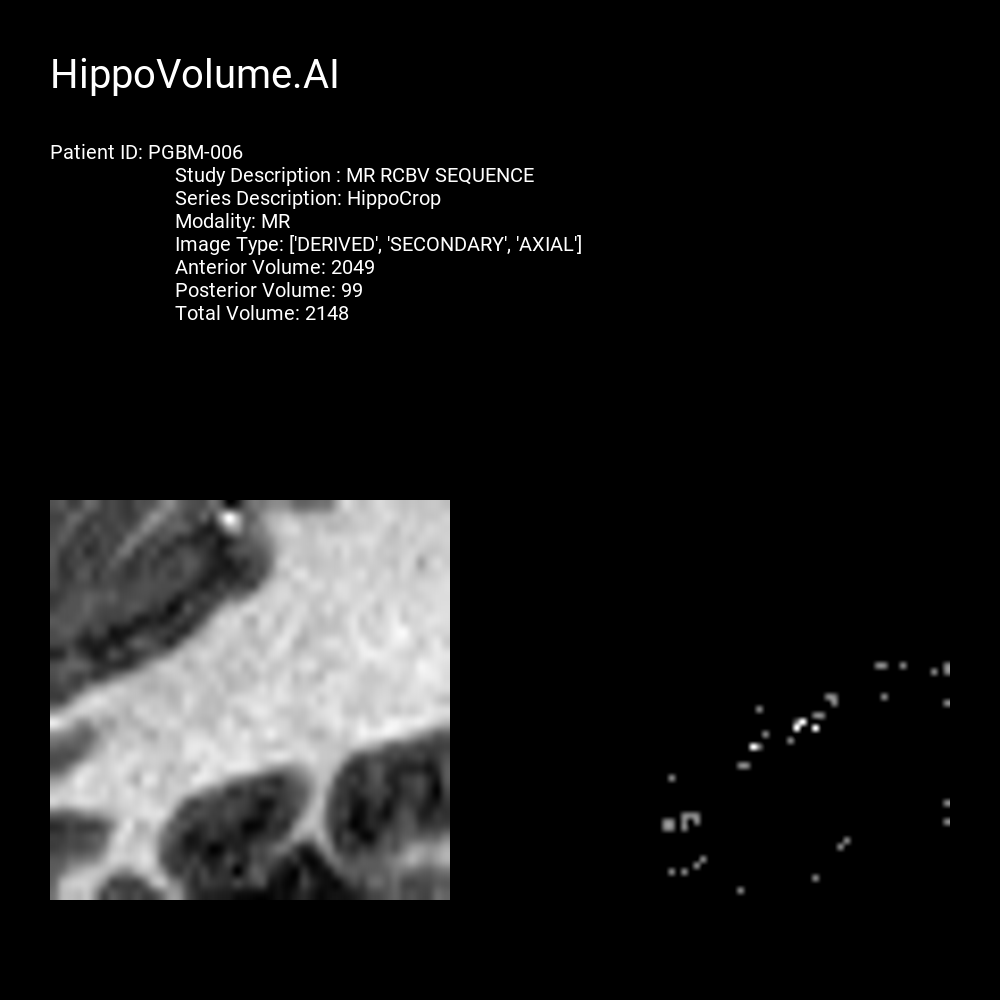 HippoVolume.AI
Patient ID: PGBM-006
Study Description : MR RCBV SEQUENCE
Series Description: HippoCrop
Modality: MR
Image Type: ['DERIVED', 'SECONDARY', 'AXIAL']
Anterior Volume: 2049
Posterior Volume: 99
Total Volume: 2148